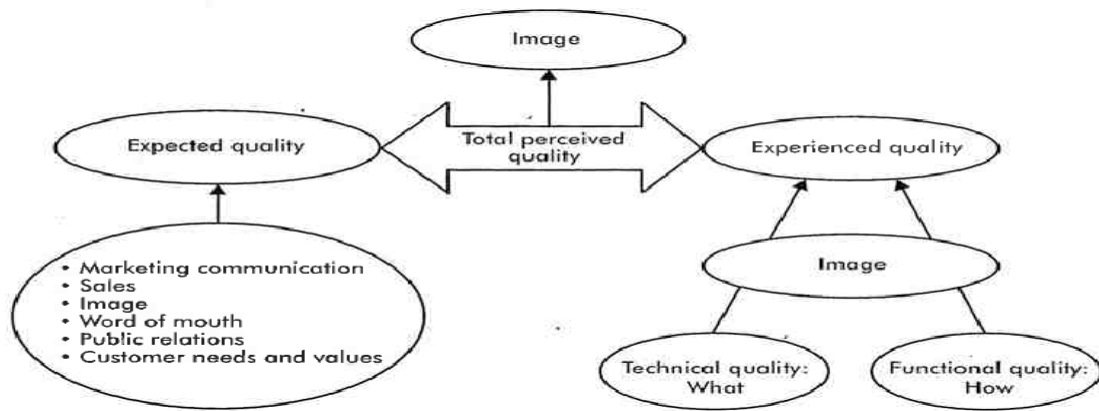 Image
Expected quality
Total perceived
quality
Experienced quality
• Marketing communication
• Sales
• Image
• Word of mouth
• Public relations
• Customer needs and values
Image
Technical quality:
What
Functional quality:
How